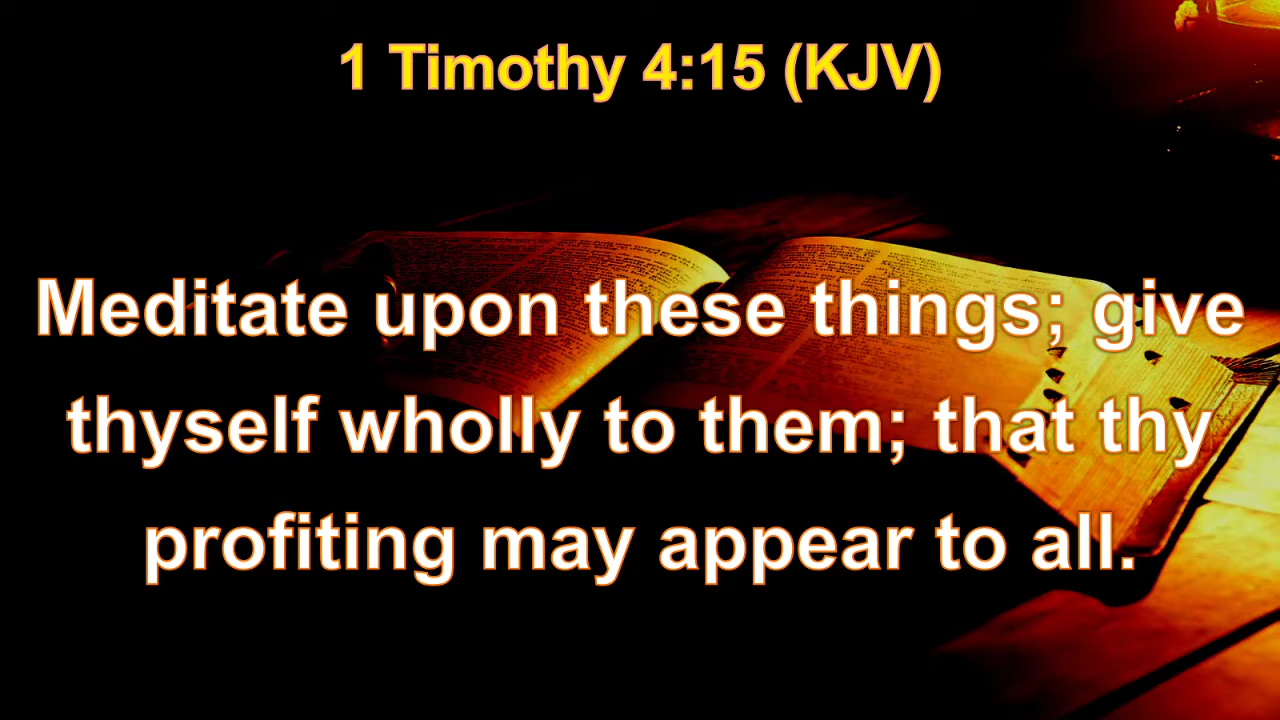 1 Timothy 4:15 (KJV)
Meditate upon these things; give
thyself wholly to them; that thy
profiting may appear to all.